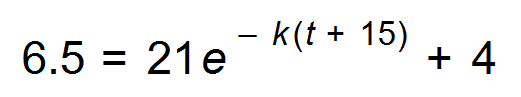 6.5 = 21e^{– k(t + 15)} + 4